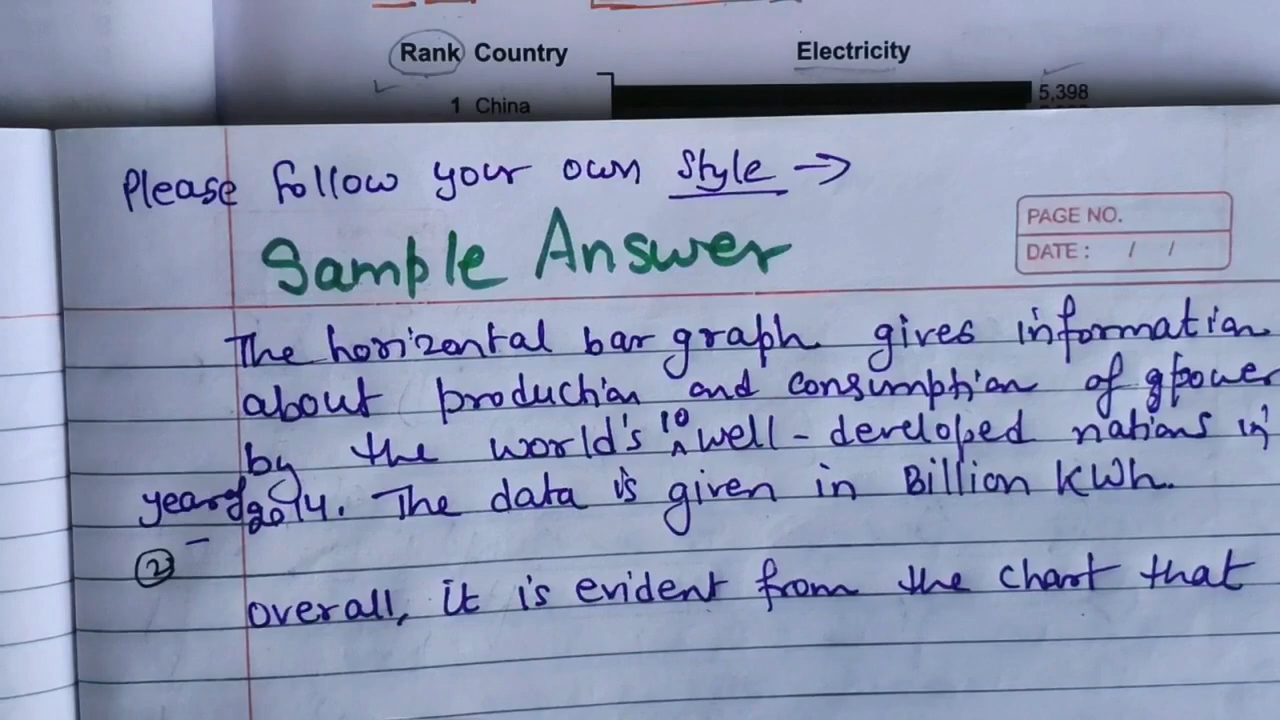 Rank Country Electricity
1 China 5,398
Please follow your own style →
PAGE NO.
DATE : / /
Sample Answer
The horizontal bar graph gives information
about production and consumption of power
by the world's 10 well-developed nations in
year of 2014. The data is given in Billion KWh.
②
overall, it is evident from the chart that